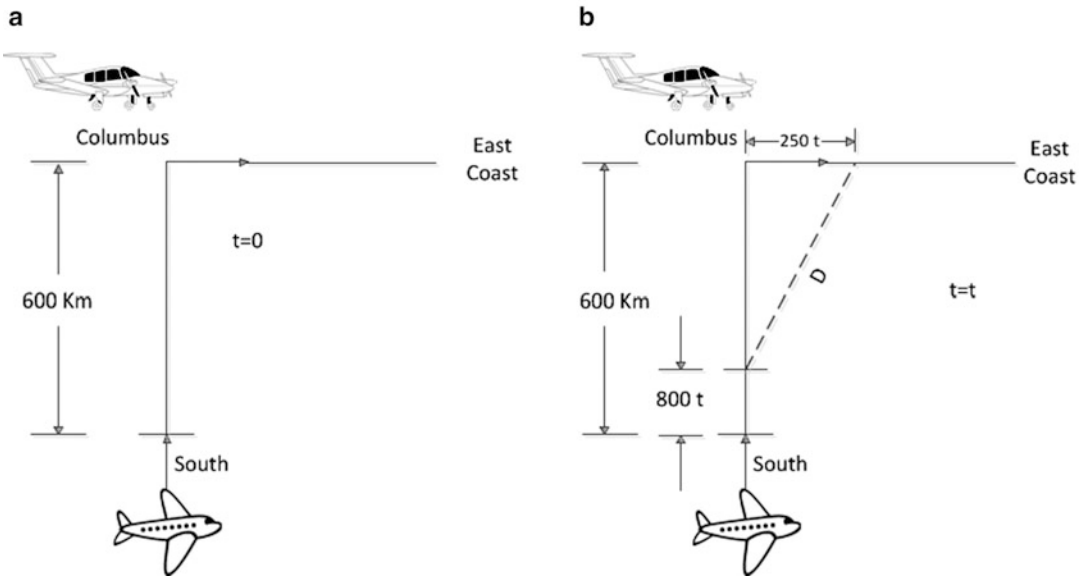 a
Columbus
East
Coast
t=0
600 Km
South
b
Columbus
250 t
East
Coast
D
600 Km
t=t
800 t
South